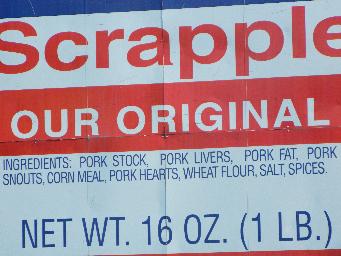 Scrapple
OUR ORIGINAL
INGREDIENTS: PORK STOCK, PORK LIVERS, PORK FAT, PORK
SNOUTS, CORN MEAL, PORK HEARTS, WHEAT FLOUR, SALT, SPICES.
NET WT. 16 OZ. (1 LB.)